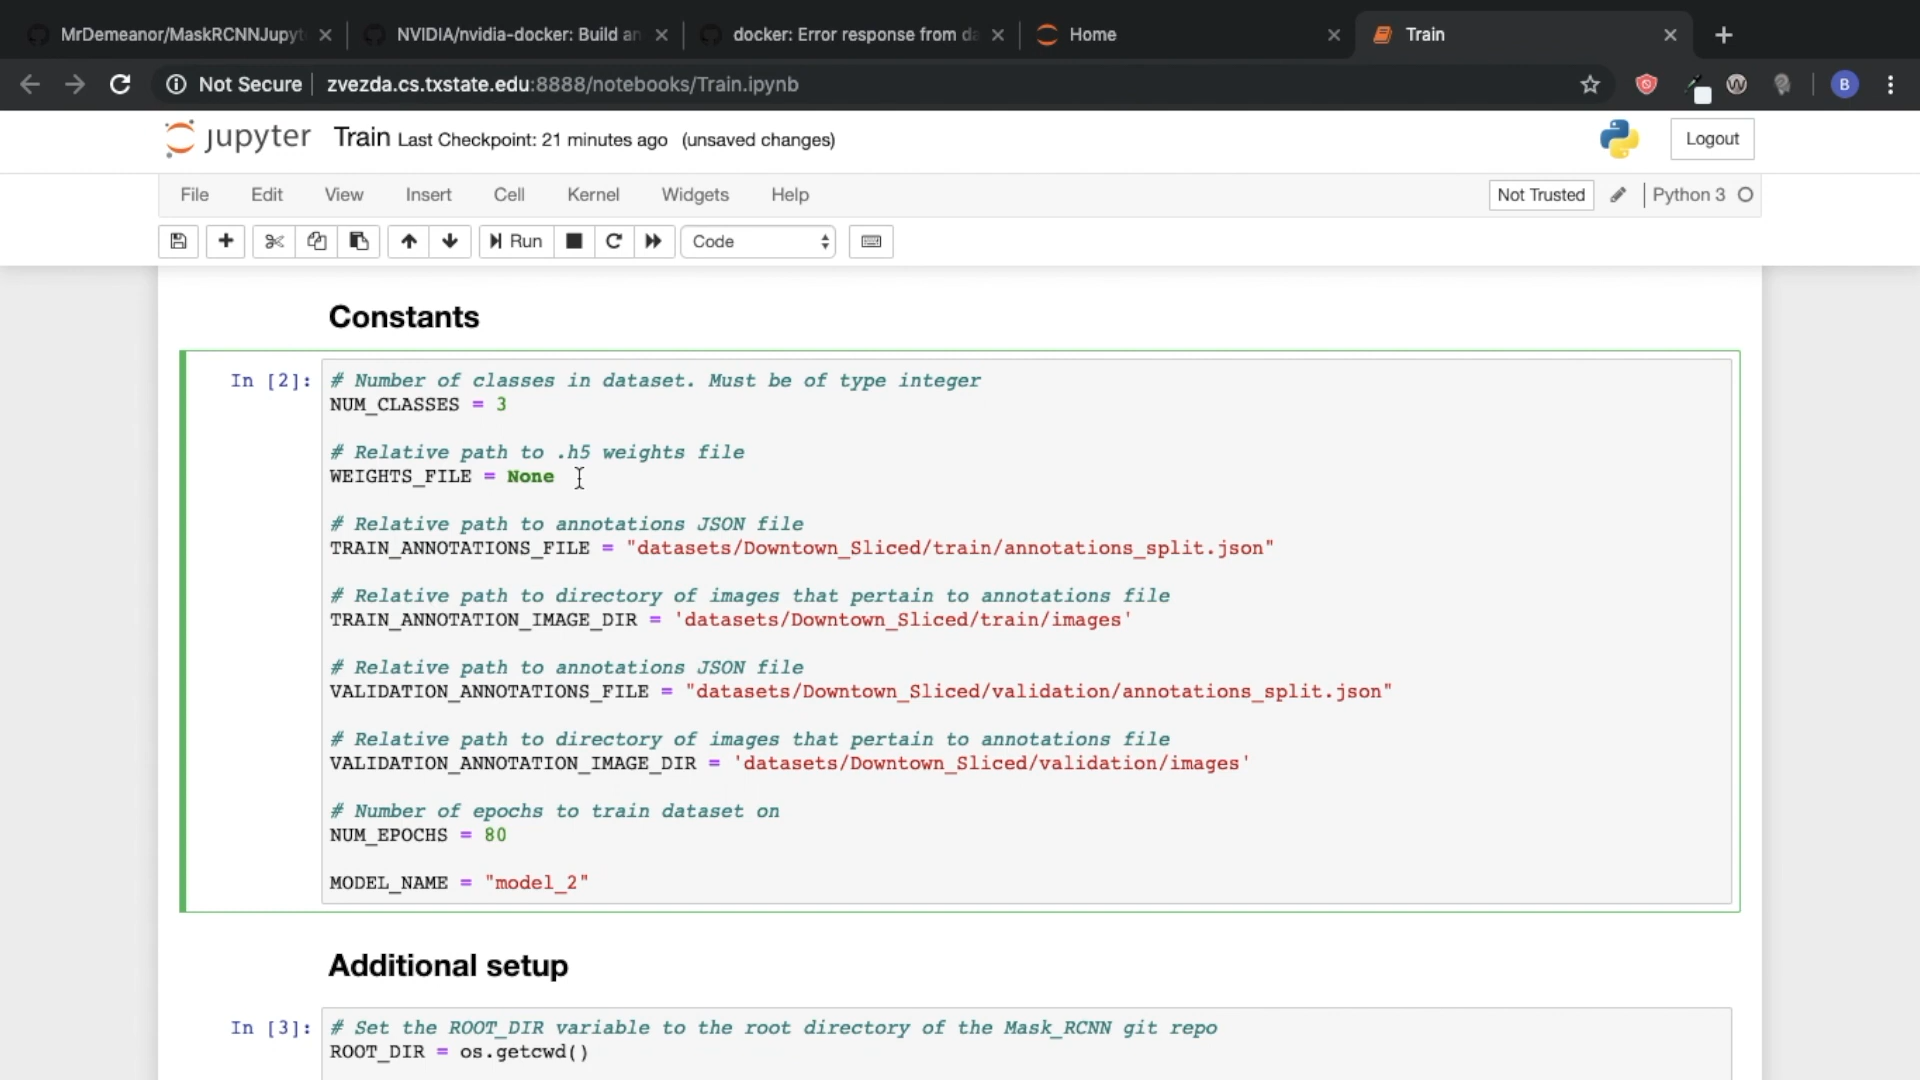 MrDemeanor/MaskRCNNJupyt
NVIDIA/nvidia-docker: Build an
docker: Error response from da
Home
Train
Not Secure
zvezda.cs.txstate.edu:8888/notebooks/Train.ipynb
B
jupyter
Train Last Checkpoint: 21 minutes ago (unsaved changes)
Logout
File Edit View Insert Cell Kernel Widgets Help
Not Trusted
Python 3
Run
Code
Constants
In [2]:
# Number of classes in dataset. Must be of type integer
NUM_CLASSES = 3
# Relative path to .h5 weights file
WEIGHTS_FILE = None
# Relative path to annotations JSON file
TRAIN_ANNOTATIONS_FILE = "datasets/Downtown_Sliced/train/annotations_split.json"
# Relative path to directory of images that pertain to annotations file
TRAIN_ANNOTATION_IMAGE_DIR = 'datasets/Downtown_Sliced/train/images'
# Relative path to annotations JSON file
VALIDATION_ANNOTATIONS_FILE = "datasets/Downtown_Sliced/validation/annotations_split.json"
# Relative path to directory of images that pertain to annotations file
VALIDATION_ANNOTATION_IMAGE_DIR = 'datasets/Downtown_Sliced/validation/images'
# Number of epochs to train dataset on
NUM_EPOCHS = 80
MODEL_NAME = "model_2"
Additional setup
In [3]:
# Set the ROOT_DIR variable to the root directory of the Mask_RCNN git repo
ROOT_DIR = os.getcwd()